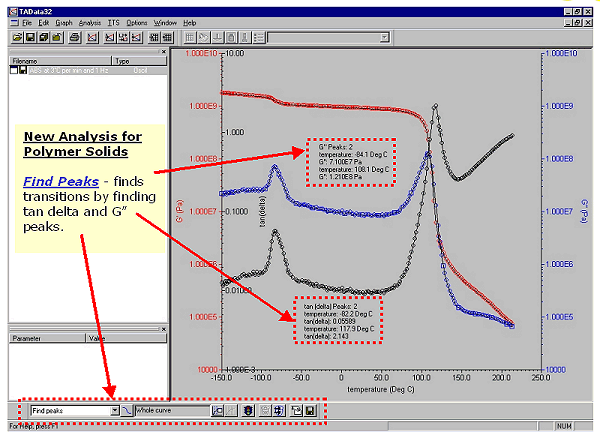 TAData32
File Edit Graph Analysis ITS Options Window Help
Filename Type
ABS at 3°C per min and 1 Hz Oscil
New Analysis for
Polymer Solids
Find Peaks - finds
transitions by finding
tan delta and G"
peaks.
Parameter Value
1.000E10 10.00 1.000E10
1.000E9 1.000E9
1.000
1.000E8 1.000E8
G' (Pa) tan(delta) G" (Pa)
0.1000
1.000E7 1.000E7
1.000E6 0.01000 1.000E6
1.000E5 1.000E5
10000 1.000E-3 10000
-150.0 -100.0 -50.0 0.0 50.0 100.0 150.0 200.0 250.0
temperature (Deg C)
G" Peaks: 2
temperature: -84.1 Deg C
G": 7.100E7 Pa
temperature: 108.1 Deg C
G": 1.210E8 Pa
tan (delta) Peaks: 2
temperature: -82.2 Deg C
tan(delta): 0.05589
temperature: 117.9 Deg C
tan(delta): 2.143
Find peaks Whole curve
For Help, press F1 NUM